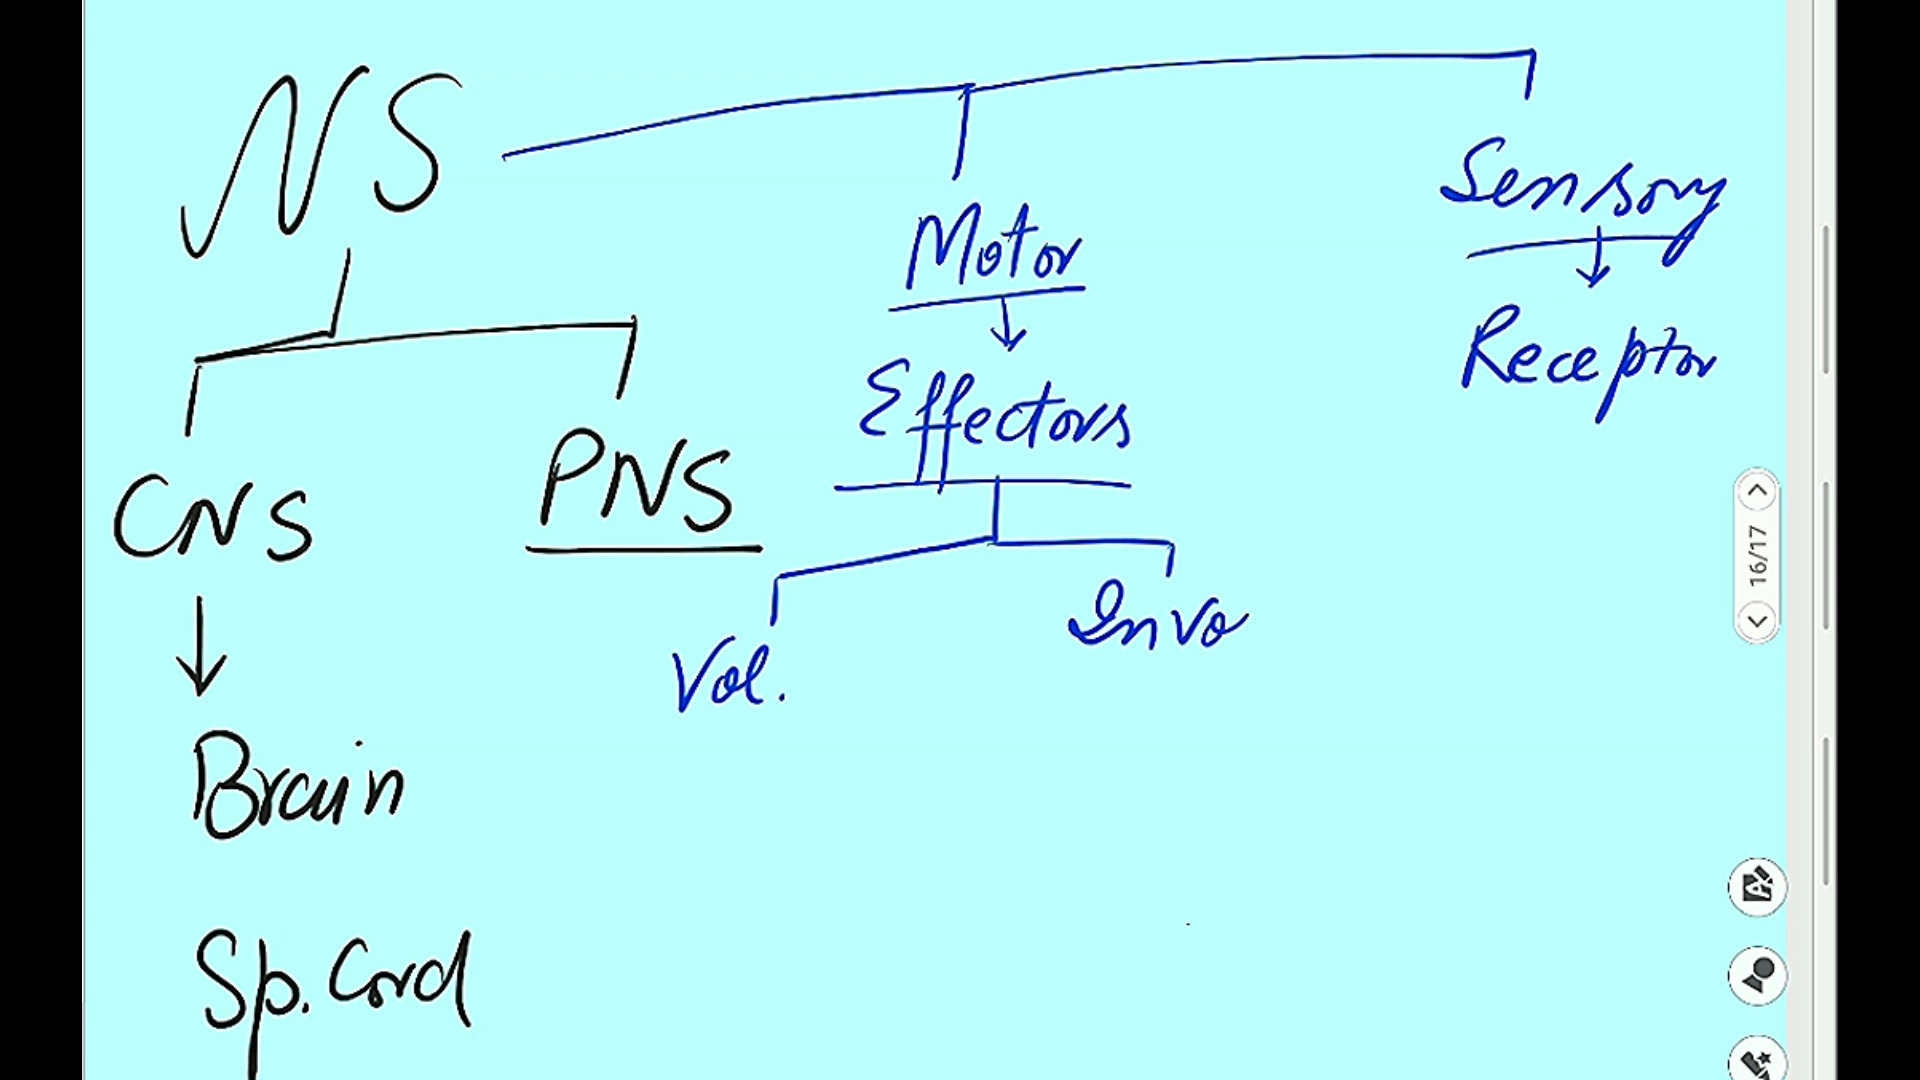 NS
Motor
Sensory
Effectors
Receptor
CNS
PNS
Vol.
Invo
Brain
Sp. Cord
16/17